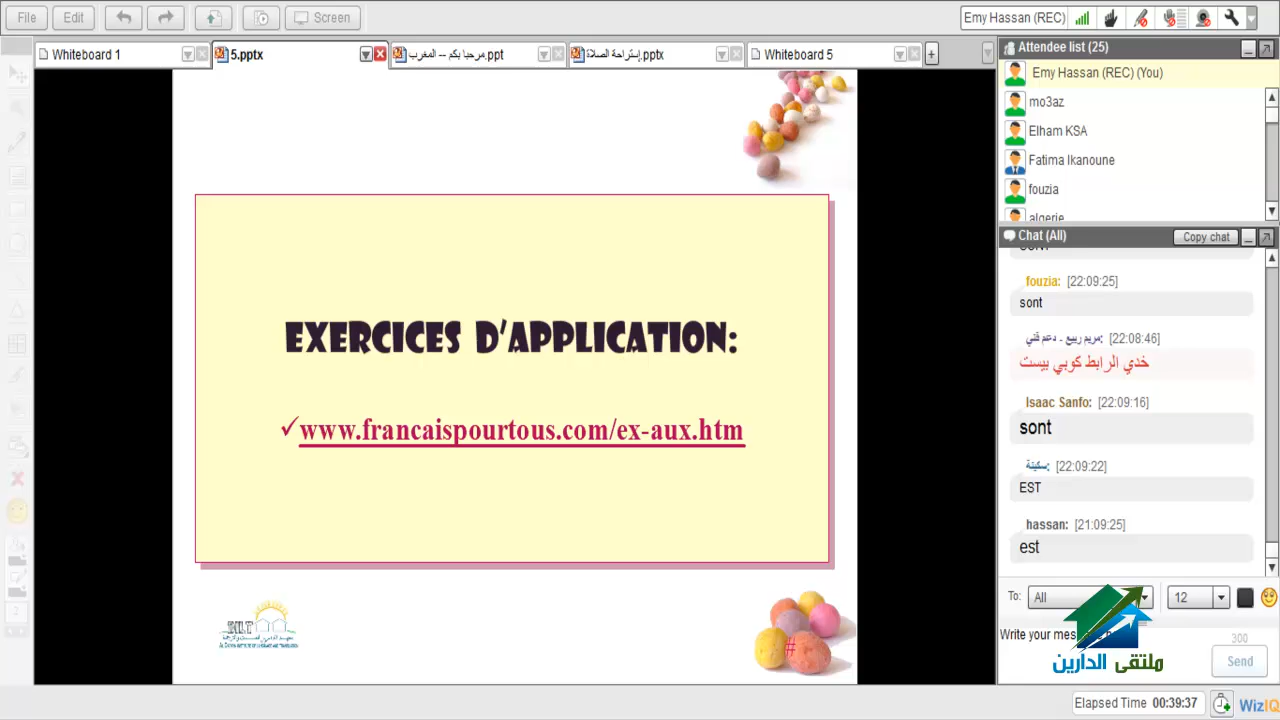 File
Edit
Screen
Emy Hassan (REC)
Whiteboard 1
5.pptx
مرحبا بكم -- المغرب.ppt
إستراحة الصلاة.pptx
Whiteboard 5
+
Attendee list (25)
Emy Hassan (REC) (You)
mo3az
Elham KSA
Fatima Ikanoune
fouzia
algerie
EXERCICES D'APPLICATION:
✓www.francaispourtous.com/ex-aux.htm
Chat (All)
Copy chat
SONT
fouzia: [22:09:25]
sont
مريم ربيع - دعم فني: [22:08:46]
خدي الرابط كوبي بيست
Isaac Sanfo: [22:09:16]
sont
سكينة: [22:09:22]
EST
hassan: [21:09:25]
est
To:
All
12
Write your mes
300
Send
ملتقى الدارين
Elapsed Time 00:39:37
WizIQ